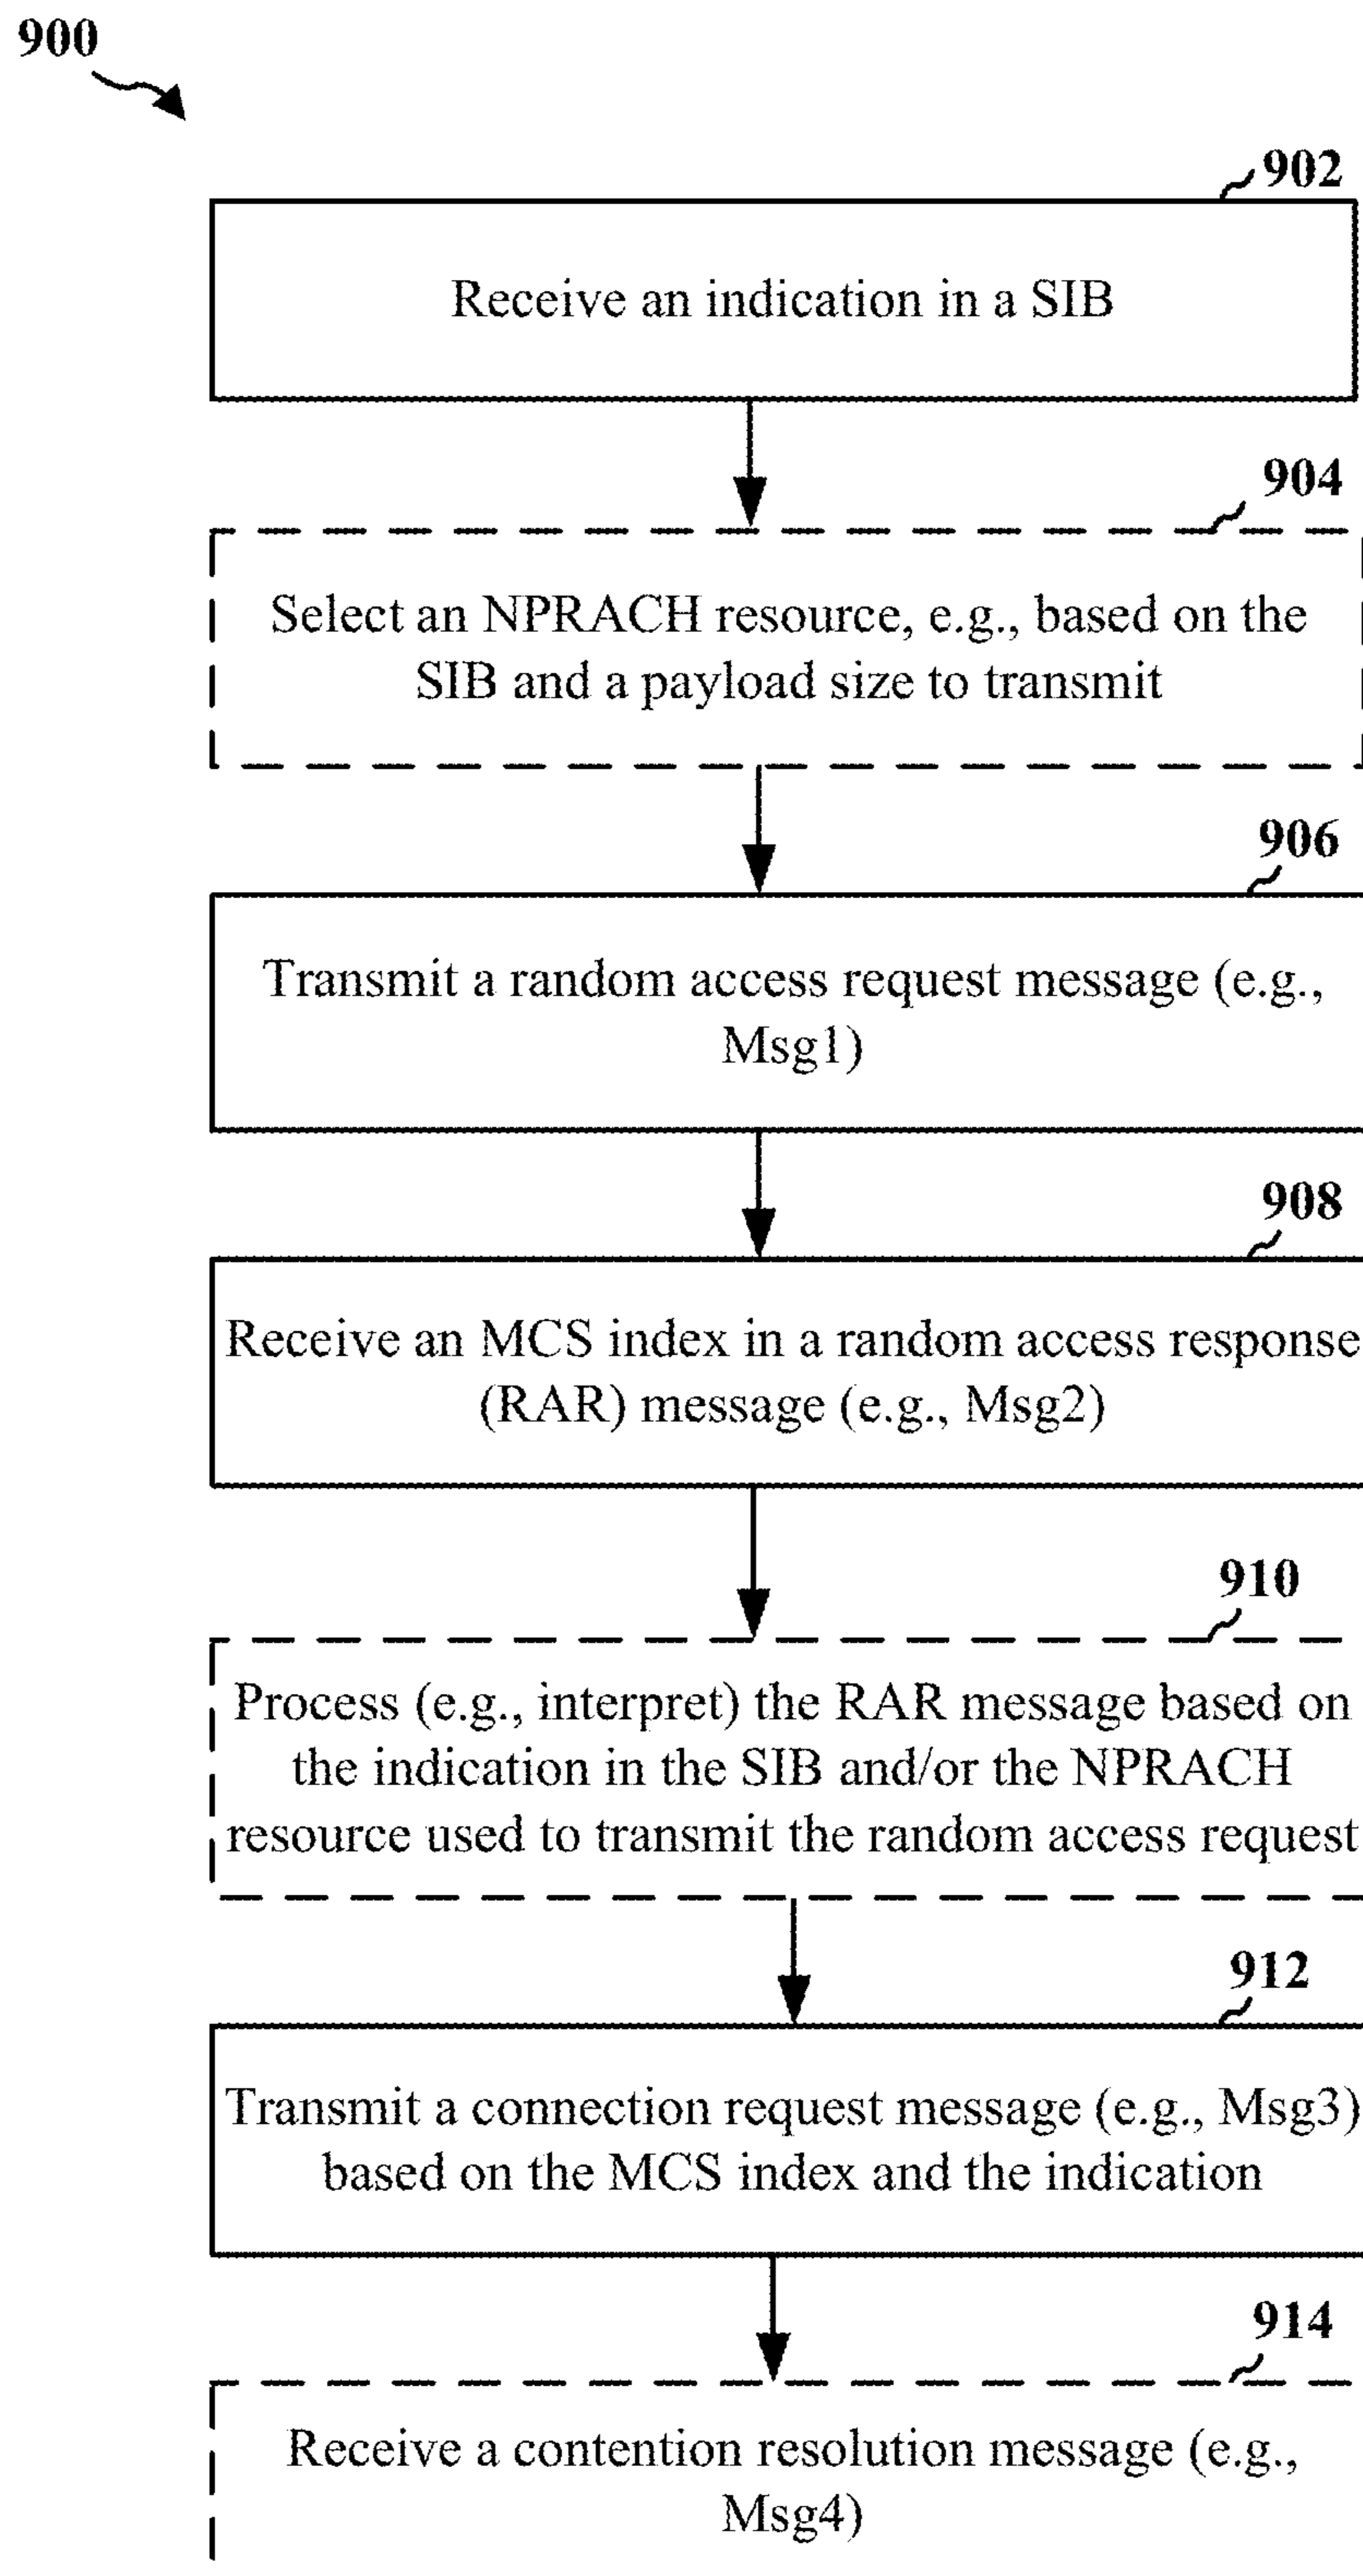 900
902
Receive an indication in a SIB
904
Select an NPRACH resource, e.g., based on the
SIB and a payload size to transmit
906
Transmit a random access request message (e.g.,
Msg1)
908
Receive an MCS index in a random access response
(RAR) message (e.g., Msg2)
910
Process (e.g., interpret) the RAR message based on
the indication in the SIB and/or the NPRACH
resource used to transmit the random access request
912
Transmit a connection request message (e.g., Msg3)
based on the MCS index and the indication
914
Receive a contention resolution message (e.g.,
Msg4)